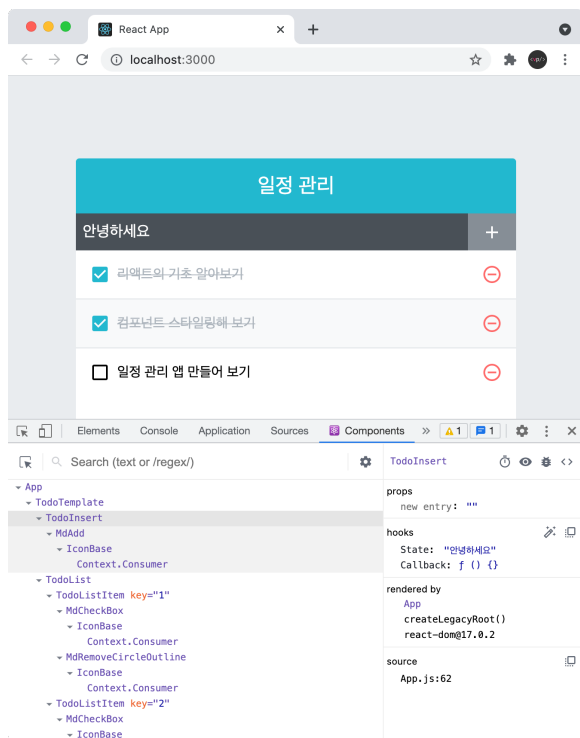 React App
localhost:3000
<·p/>
일정 관리
안녕하세요
리액트의 기초 알아보기
컴포넌트 스타일링해 보기
일정 관리 앱 만들어 보기
Elements Console Application Sources Components » 1 1
Search (text or /regex/)
App
TodoTemplate
TodoInsert
MdAdd
IconBase
Context.Consumer
TodoList
TodoListItem key="1"
MdCheckBox
IconBase
Context.Consumer
MdRemoveCircleOutline
IconBase
Context.Consumer
TodoListItem key="2"
MdCheckBox
IconBase
TodoInsert
props
new entry: ""
hooks
State: "안녕하세요"
Callback: ƒ () {}
rendered by
App
createLegacyRoot()
react-dom@17.0.2
source
App.js:62